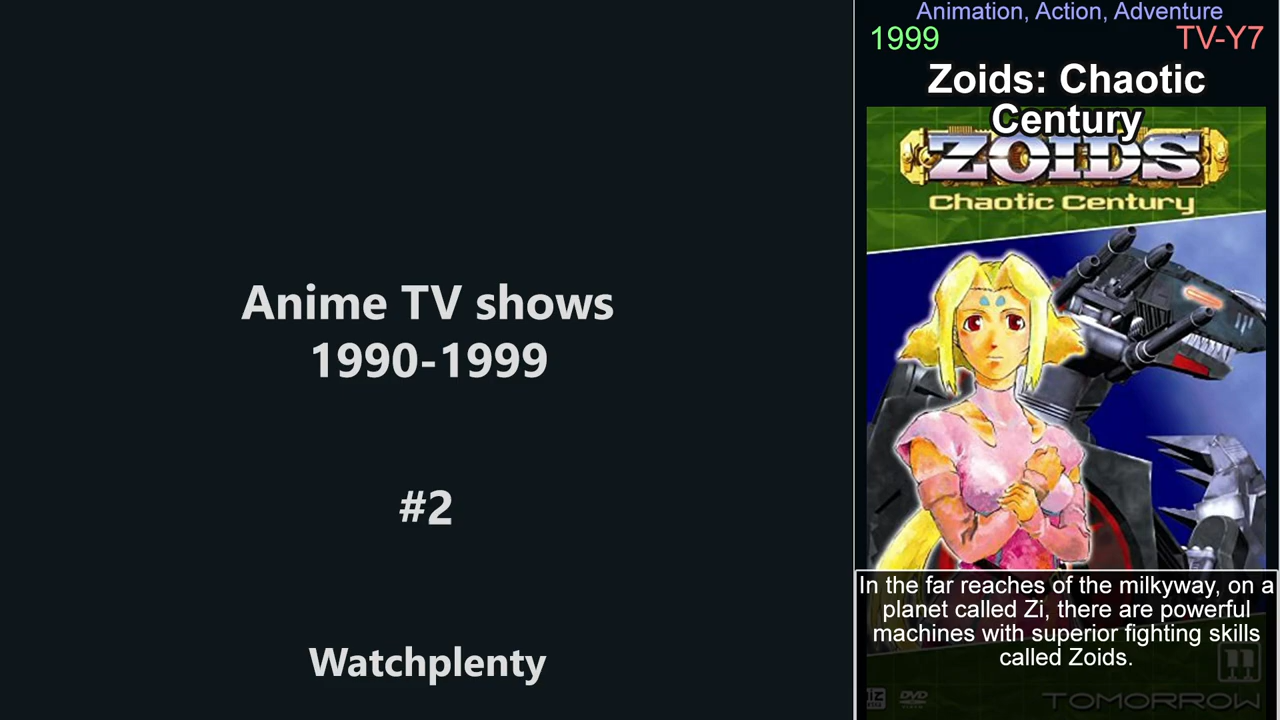 Anime TV shows
1990-1999
#2
Watchplenty
Animation, Action, Adventure
1999
TV-Y7
Zoids: Chaotic
Century
ZOIDS
Chaotic Century
In the far reaches of the milkyway, on a
planet called Zi, there are powerful
machines with superior fighting skills
called Zoids.
DVD
TOMORROW